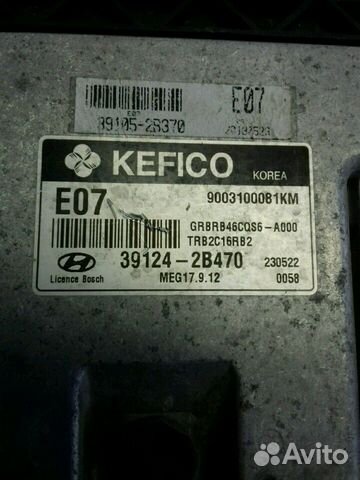 E07
E07
39105-2B370
KEFICO
KOREA
E07
9003100081KM
GRBRB46CQS6-A000
TRB2C16RB2
39124-2B470
230522
Licence Bosch
MEG17.9.12
0058
Avito